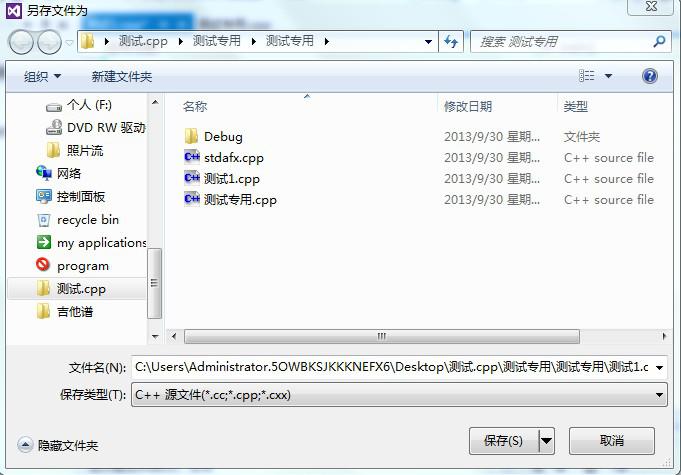 另存文件为
测试.cpp 测试专用 测试专用
搜索 测试专用
组织 新建文件夹
个人 (F:)
DVD RW 驱动
照片流
网络
控制面板
recycle bin
my applications
program
测试.cpp
吉他谱
名称 修改日期 类型
Debug 2013/9/30 星期... 文件夹
stdafx.cpp 2013/9/30 星期... C++ source file
测试1.cpp 2013/9/30 星期... C++ source file
测试专用.cpp 2013/9/30 星期... C++ source file
文件名(N): C:\Users\Administrator.5OWBKSJKKKNEFX6\Desktop\测试.cpp\测试专用\测试专用\测试1.c
保存类型(T): C++ 源文件(*.cc;*.cpp;*.cxx)
隐藏文件夹 保存(S) 取消